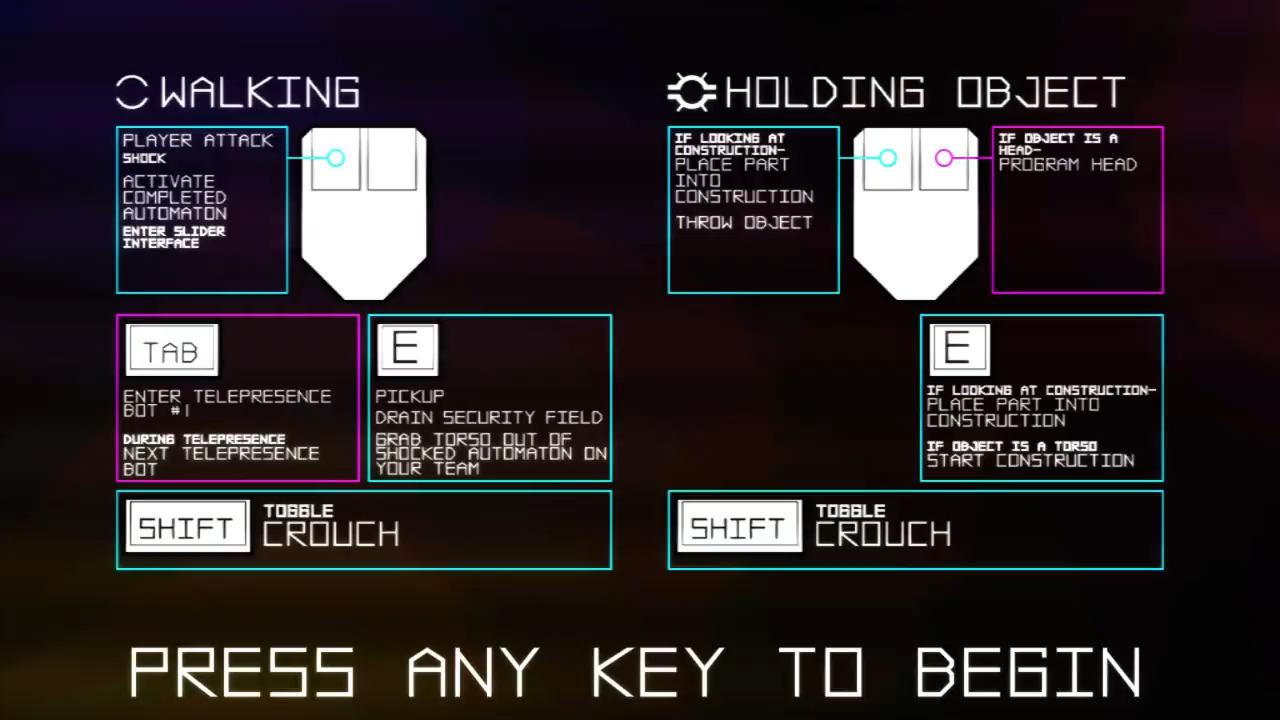 WALKING
PLAYER ATTACK
SHOCK
ACTIVATE
COMPLETED
AUTOMATON
ENTER SLIDER
INTERFACE
TAB
ENTER TELEPRESENCE
BOT #1
DURING TELEPRESENCE
NEXT TELEPRESENCE
BOT
E
PICKUP
DRAIN SECURITY FIELD
GRAB TORSO OUT OF
SHOCKED AUTOMATON ON
YOUR TEAM
SHIFT
TOGGLE
CROUCH
HOLDING OBJECT
IF LOOKING AT
CONSTRUCTION-
PLACE PART
INTO
CONSTRUCTION
THROW OBJECT
IF OBJECT IS A
HEAD-
PROGRAM HEAD
E
IF LOOKING AT CONSTRUCTION-
PLACE PART INTO
CONSTRUCTION
IF OBJECT IS A TORSO
START CONSTRUCTION
SHIFT
TOGGLE
CROUCH
PRESS ANY KEY TO BEGIN